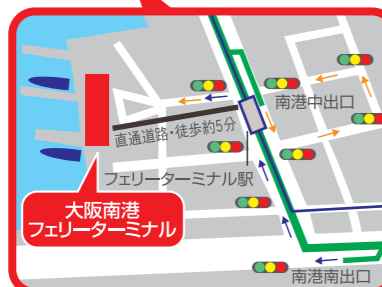 南港中出口
直通道路・徒歩約5分
フェリーターミナル駅
大阪南港
フェリーターミナル
南港南出口